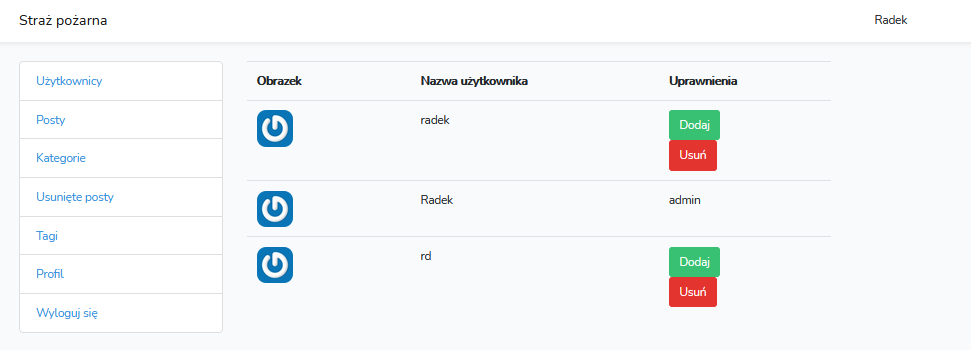 Straż pożarna
Radek
Użytkownicy
Posty
Kategorie
Usunięte posty
Tagi
Profil
Wyloguj się
Obrazek Nazwa użytkownika Uprawnienia
radek Dodaj
Usuń
Radek admin
rd Dodaj
Usuń